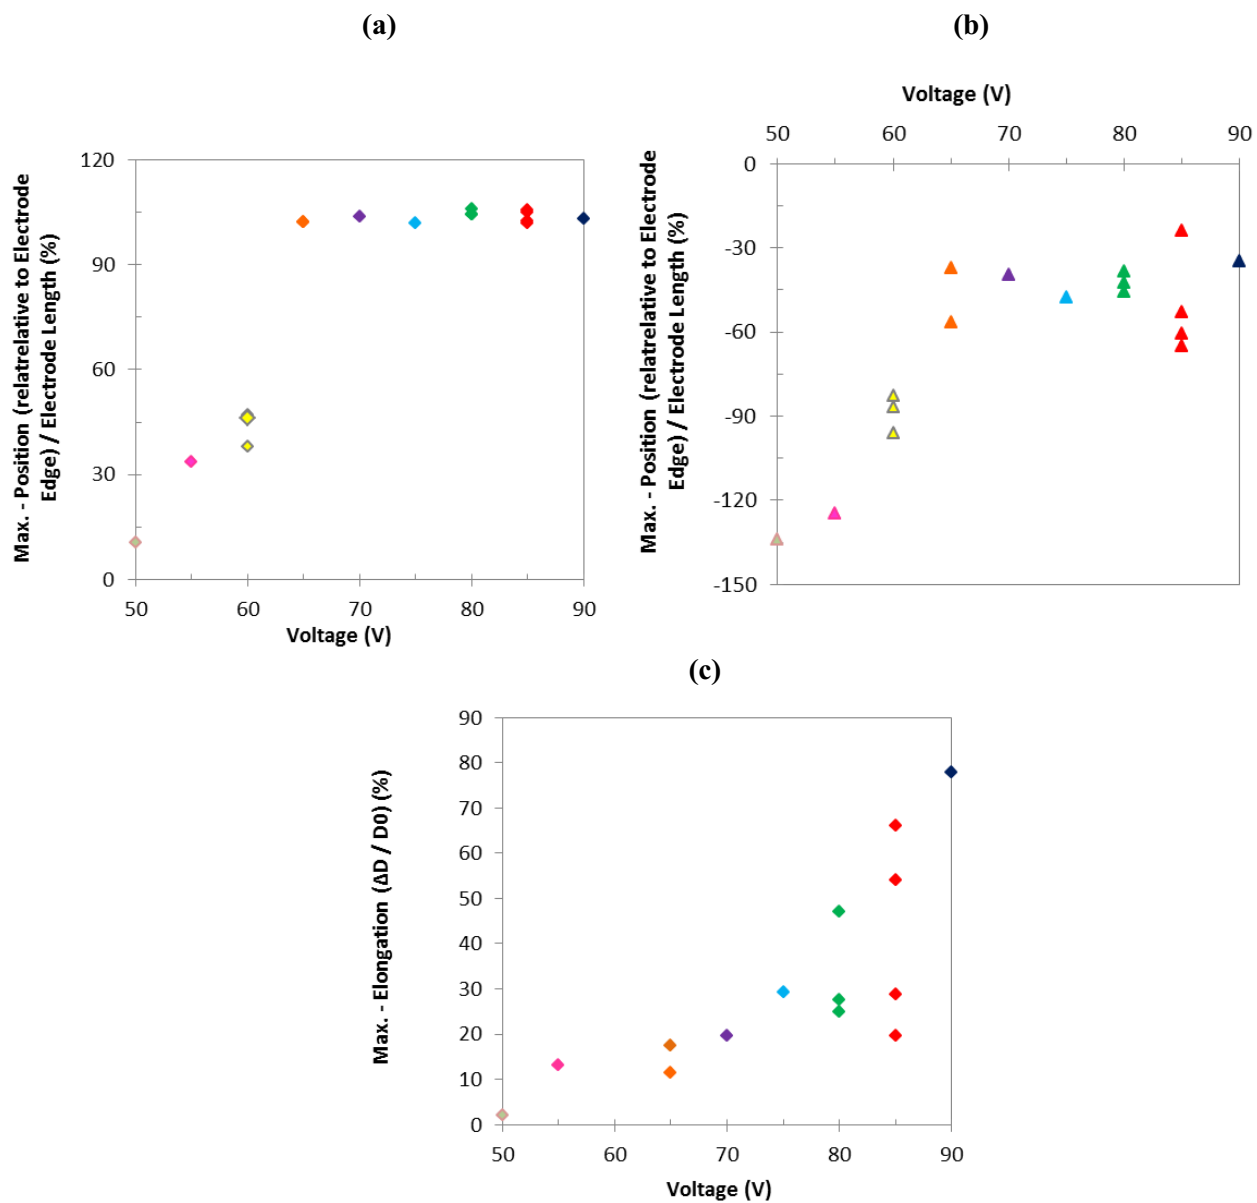 (a)
(b)
Voltage (V)
50 60 70 80 90
0
-30
-60
-90
-120
-150
Max. - Position (relatrelative to Electrode
Edge) / Electrode Length (%)
120
90
60
30
0
50 60 70 80 90
Voltage (V)
Max. - Position (relatrelative to Electrode
Edge) / Electrode Length (%)
(c)
90
80
70
60
50
40
30
20
10
0
50 60 70 80 90
Voltage (V)
Max. - Elongation (ΔD / D0) (%)